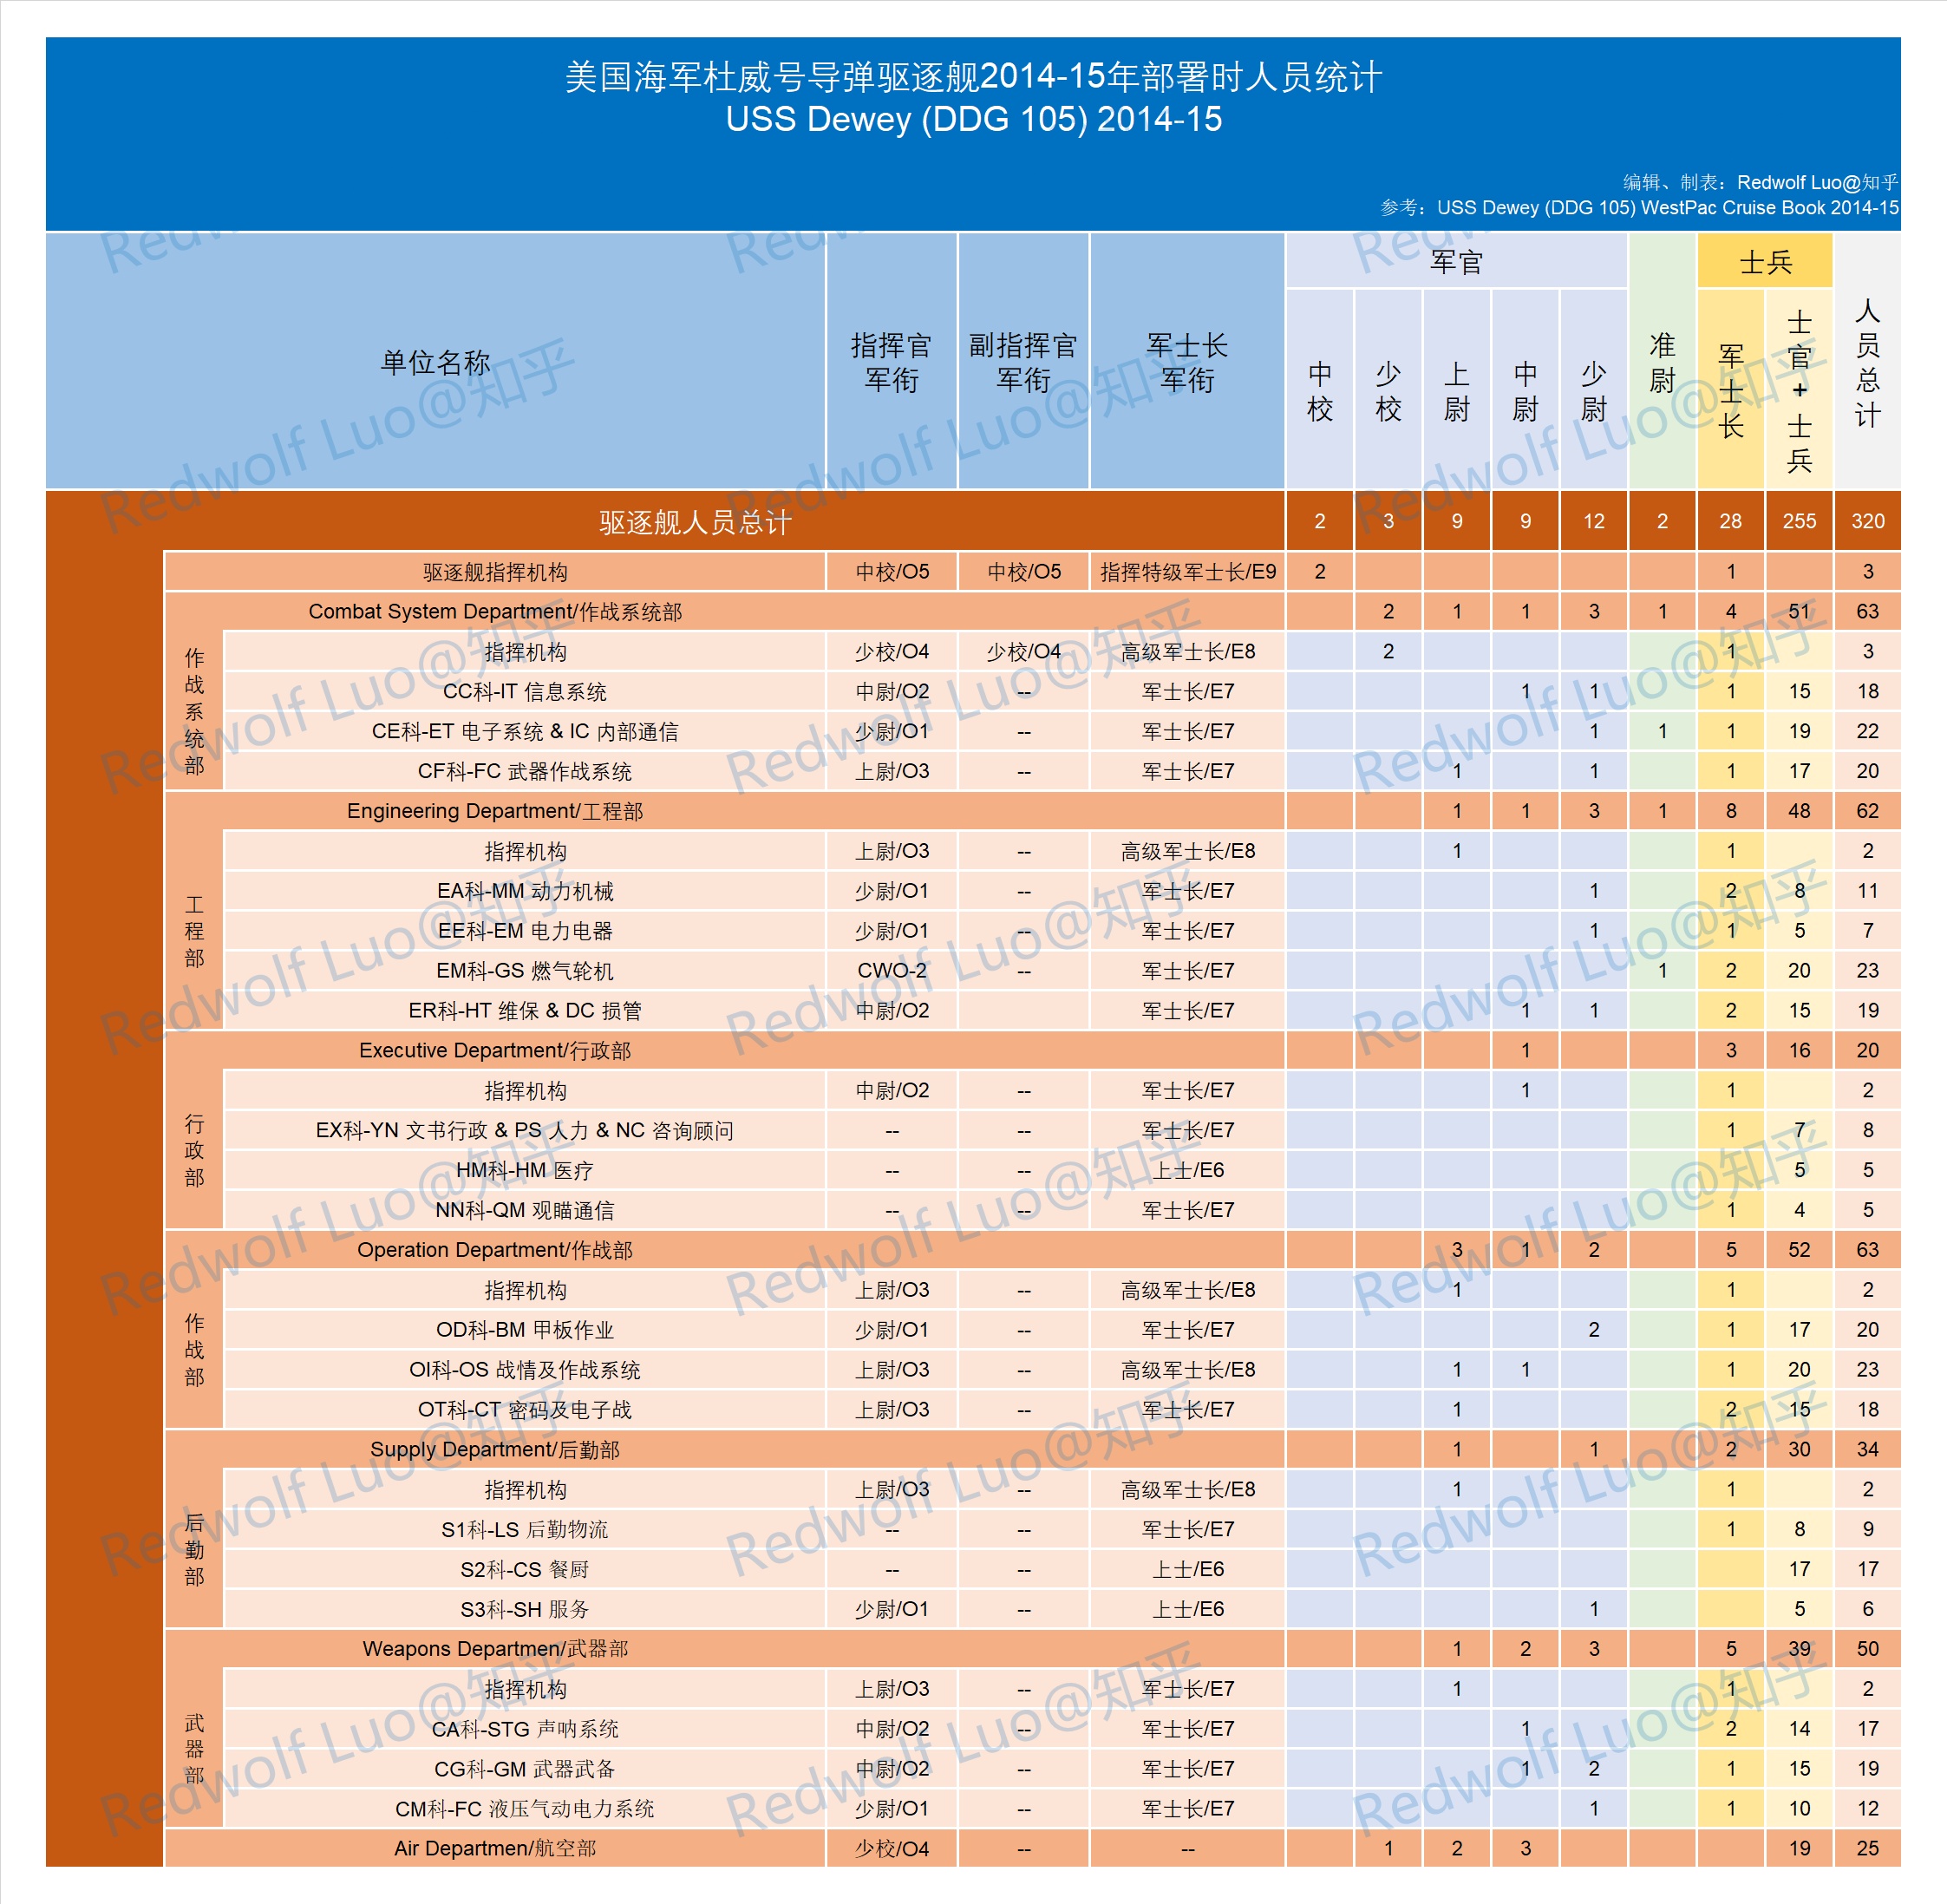 美国海军杜威号导弹驱逐舰2014-15年部署时人员统计
USS Dewey (DDG 105) 2014-15
编辑、制表：Redwolf Luo@知乎
参考：USS Dewey (DDG 105) WestPac Cruise Book 2014-15
单位名称 指挥官军衔 副指挥官军衔 军士长军衔 军官 中校 少校 上尉 中尉 少尉 准尉 士兵 军士长 士官+士兵 人员总计
驱逐舰人员总计 2 3 9 9 12 2 28 255 320
驱逐舰指挥机构 中校/O5 中校/O5 指挥特级军士长/E9 2 1 3
Combat System Department/作战系统部 2 1 1 3 1 4 51 63
作战系统部
指挥机构 少校/O4 少校/O4 高级军士长/E8 2 1 3
CC科-IT 信息系统 中尉/O2 -- 军士长/E7 1 1 1 15 18
CE科-ET 电子系统 & IC 内部通信 少尉/O1 -- 军士长/E7 1 1 1 19 22
CF科-FC 武器作战系统 上尉/O3 -- 军士长/E7 1 1 1 17 20
Engineering Department/工程部 1 1 3 1 8 48 62
工程部
指挥机构 上尉/O3 -- 高级军士长/E8 1 1 2
EA科-MM 动力机械 少尉/O1 -- 军士长/E7 1 2 8 11
EE科-EM 电力电器 少尉/O1 -- 军士长/E7 1 1 5 7
EM科-GS 燃气轮机 CWO-2 -- 军士长/E7 1 2 20 23
ER科-HT 维保 & DC 损管 中尉/O2 军士长/E7 1 1 2 15 19
Executive Department/行政部 1 3 16 20
行政部
指挥机构 中尉/O2 -- 军士长/E7 1 1 2
EX科-YN 文书行政 & PS 人力 & NC 咨询顾问 -- -- 军士长/E7 1 7 8
HM科-HM 医疗 -- -- 上士/E6 5 5
NN科-QM 观瞄通信 -- -- 军士长/E7 1 4 5
Operation Department/作战部 3 1 2 5 52 63
作战部
指挥机构 上尉/O3 -- 高级军士长/E8 1 1 2
OD科-BM 甲板作业 少尉/O1 -- 军士长/E7 2 1 17 20
OI科-OS 战情及作战系统 上尉/O3 -- 高级军士长/E8 1 1 1 20 23
OT科-CT 密码及电子战 上尉/O3 -- 军士长/E7 1 2 15 18
Supply Department/后勤部 1 1 2 30 34
后勤部
指挥机构 上尉/O3 -- 高级军士长/E8 1 1 2
S1科-LS 后勤物流 -- -- 军士长/E7 1 8 9
S2科-CS 餐厨 -- -- 上士/E6 17 17
S3科-SH 服务 少尉/O1 -- 上士/E6 1 5 6
Weapons Departmen/武器部 1 2 3 5 39 50
武器部
指挥机构 上尉/O3 -- 军士长/E7 1 1 2
CA科-STG 声呐系统 中尉/O2 -- 军士长/E7 1 2 14 17
CG科-GM 武器武备 中尉/O2 -- 军士长/E7 1 2 1 15 19
CM科-FC 液压气动电力系统 少尉/O1 -- 军士长/E7 1 1 10 12
Air Departmen/航空部 少校/O4 -- -- 1 2 3 19 25
Redwolf Luo@知乎